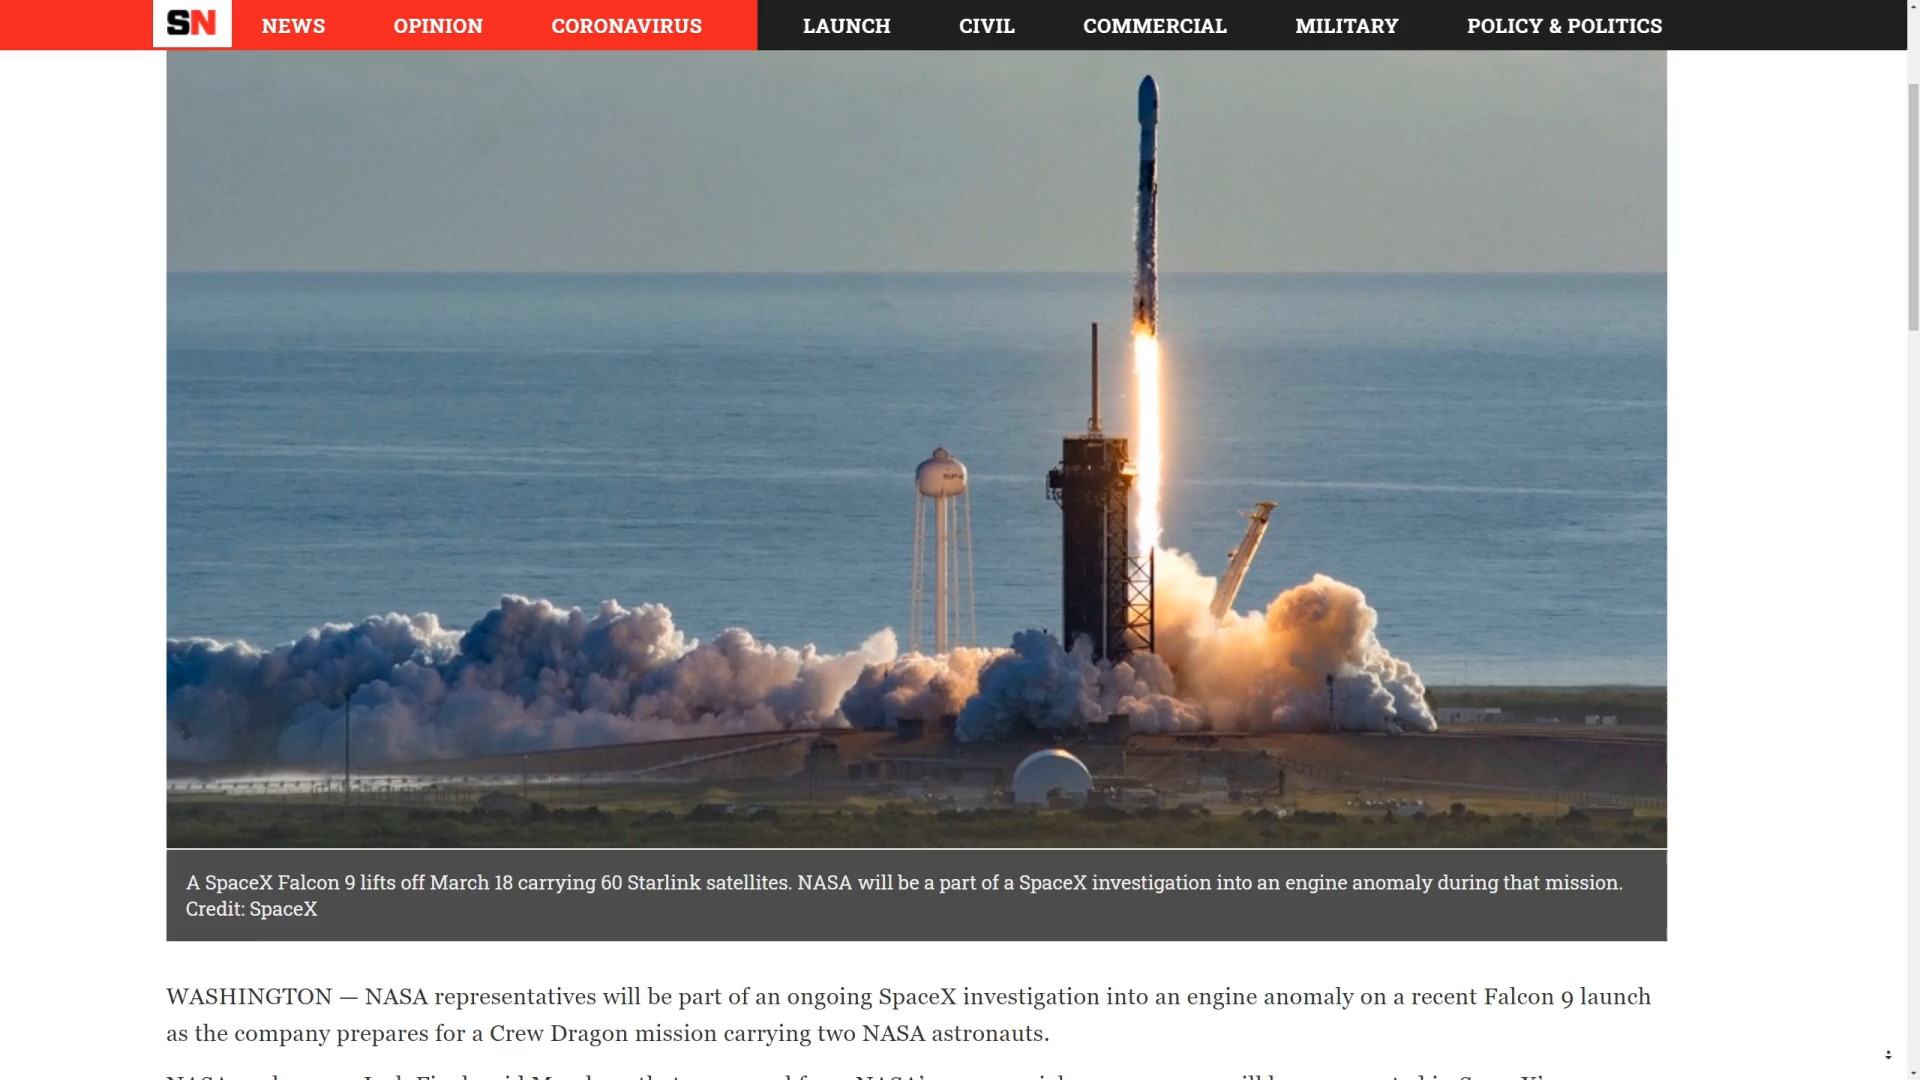 SN NEWS OPINION CORONAVIRUS LAUNCH CIVIL COMMERCIAL MILITARY POLICY & POLITICS
A SpaceX Falcon 9 lifts off March 18 carrying 60 Starlink satellites. NASA will be a part of a SpaceX investigation into an engine anomaly during that mission.
Credit: SpaceX
WASHINGTON — NASA representatives will be part of an ongoing SpaceX investigation into an engine anomaly on a recent Falcon 9 launch
as the company prepares for a Crew Dragon mission carrying two NASA astronauts.